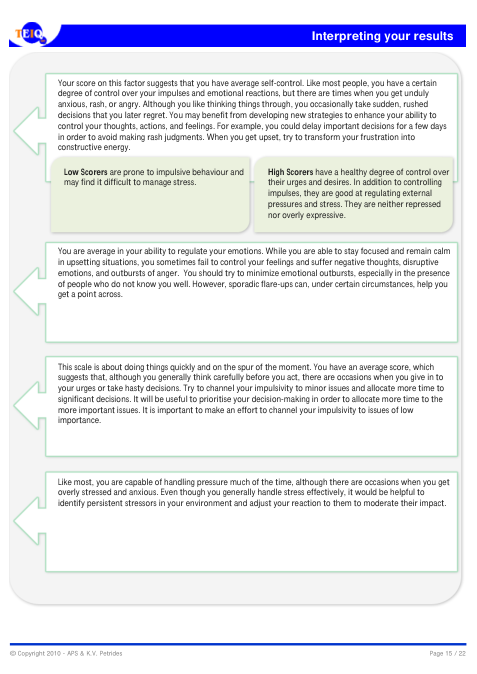 TEIQ
Interpreting your results
Your score on this factor suggests that you have average self-control. Like most people, you have a certain
degree of control over your impulses and emotional reactions, but there are times when you get unduly
anxious, rash, or angry. Although you like thinking things through, you occasionally take sudden, rushed
decisions that you later regret. You may benefit from developing new strategies to enhance your ability to
control your thoughts, actions, and feelings. For example, you could delay important decisions for a few days
in order to avoid making rash judgments. When you get upset, try to transform your frustration into
constructive energy.
Low Scorers are prone to impulsive behaviour and
may find it difficult to manage stress.
High Scorers have a healthy degree of control over
their urges and desires. In addition to controlling
impulses, they are good at regulating external
pressures and stress. They are neither repressed
nor overly expressive.
You are average in your ability to regulate your emotions. While you are able to stay focused and remain calm
in upsetting situations, you sometimes fail to control your feelings and suffer negative thoughts, disruptive
emotions, and outbursts of anger. You should try to minimize emotional outbursts, especially in the presence
of people who do not know you well. However, sporadic flare-ups can, under certain circumstances, help you
get a point across.
This scale is about doing things quickly and on the spur of the moment. You have an average score, which
suggests that, although you generally think carefully before you act, there are occasions when you give in to
your urges or take hasty decisions. Try to channel your impulsivity to minor issues and allocate more time to
significant decisions. It will be useful to prioritise your decision-making in order to allocate more time to the
more important issues. It is important to make an effort to channel your impulsivity to issues of low
importance.
Like most, you are capable of handling pressure much of the time, although there are occasions when you get
overly stressed and anxious. Even though you generally handle stress effectively, it would be helpful to
identify persistent stressors in your environment and adjust your reaction to them to moderate their impact.
© Copyright 2010 - APS & K.V. Petrides
Page 15 / 22